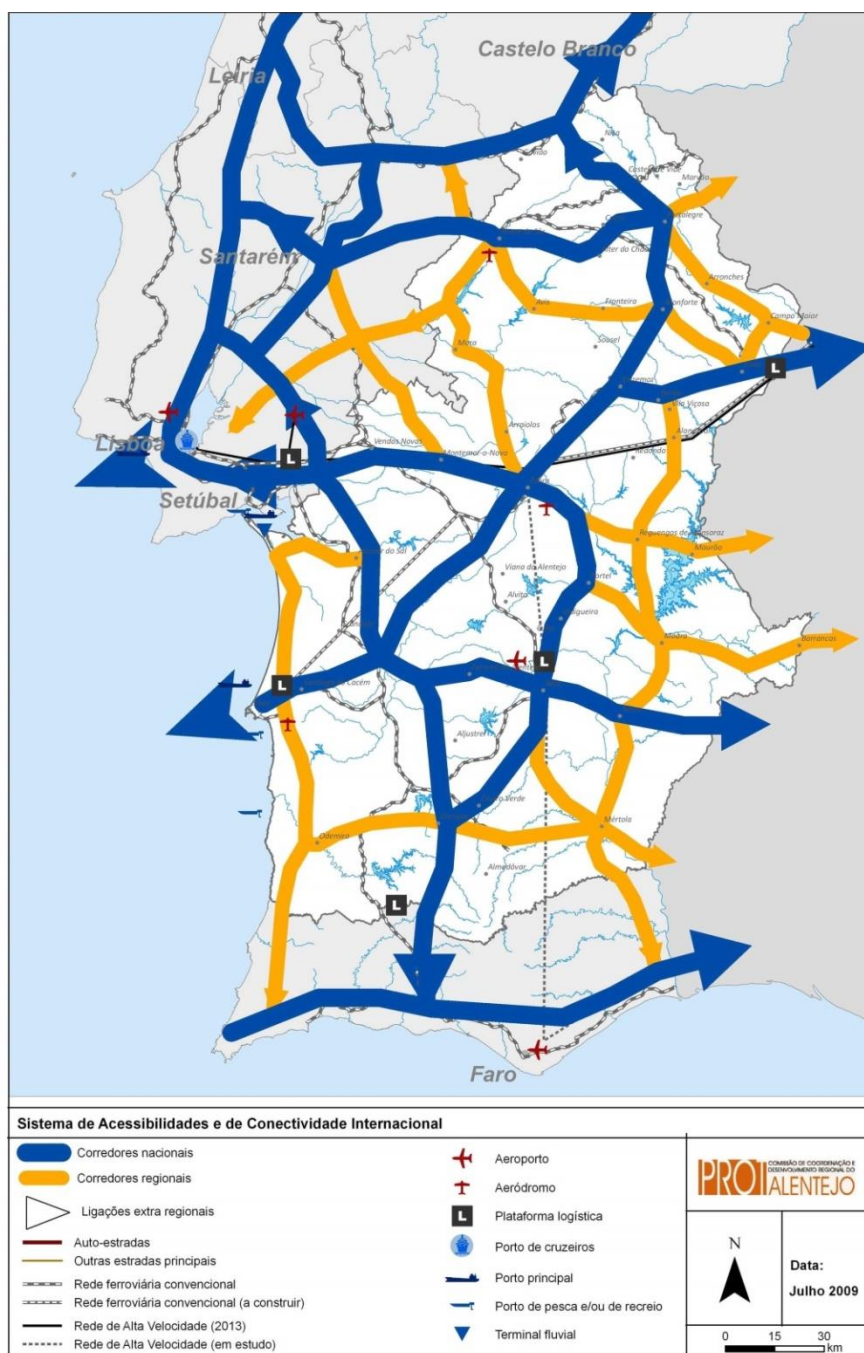 Castelo Branco
Leiria
Nisa
Castelo de Vide
Marvão
Santarém
Arronches
Avis
Fronteira
Monforte
Campo Maior
Mora
Sousel
Vila Viçosa
Arraiolos
Lisboa
Vendas Novas
Montemor-o-Novo
Redondo
Setúbal
Reguengos de Monsaraz
Mourão
Viana do Alentejo
Portel
Alvito
Moura
Barrancos
Aljustrel
Odemira
Mértola
Almodôvar
Faro
Sistema de Acessibilidades e de Conectividade Internacional
Corredores nacionais
Corredores regionais
Ligações extra regionais
Auto-estradas
Outras estradas principais
Rede ferroviária convencional
Rede ferroviária convencional (a construir)
Rede de Alta Velocidade (2013)
Rede de Alta Velocidade (em estudo)
Aeroporto
Aeródromo
L Plataforma logística
Porto de cruzeiros
Porto principal
Porto de pesca e/ou de recreio
Terminal fluvial
PROT ALENTEJO
COMISSÃO DE COORDENAÇÃO E
DESENVOLVIMENTO REGIONAL DO
N
Data:
Julho 2009
0 15 30
km